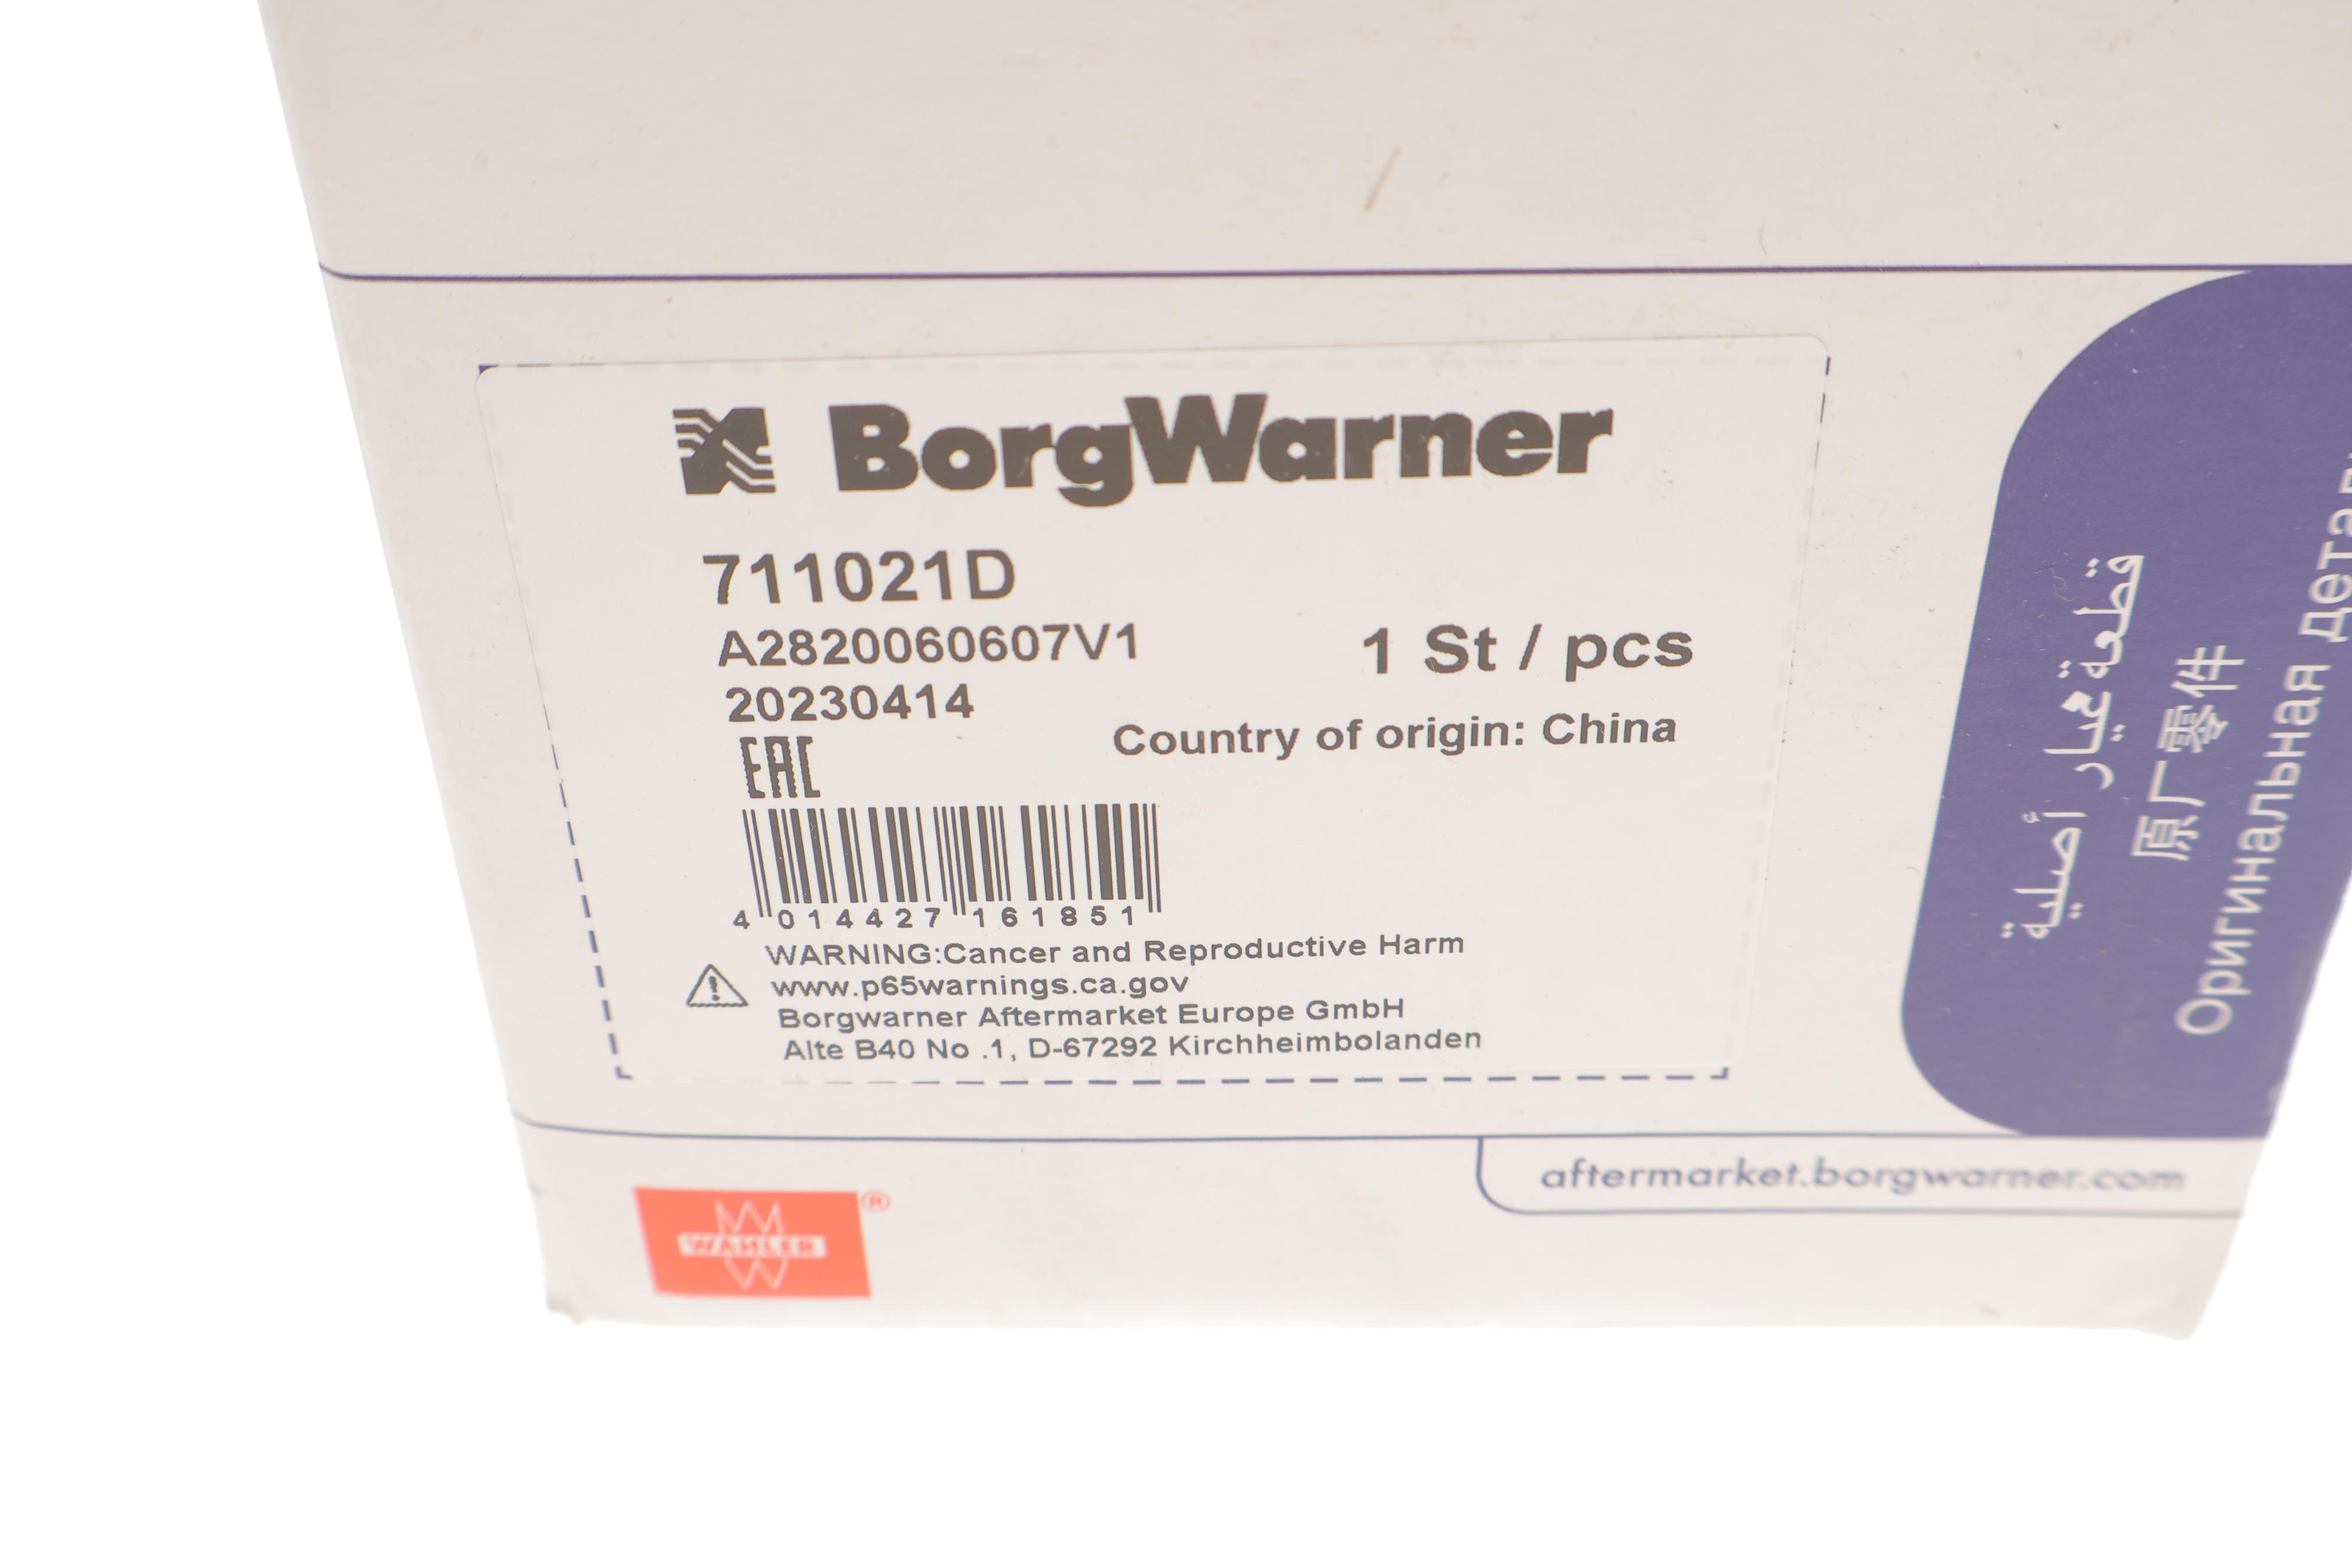 BorgWarner
711021D
A2820060607V1
1 St / pcs
20230414
Country of origin: China
EAC
4 014427 161851
WARNING:Cancer and Reproductive Harm
www.p65warnings.ca.gov
Borgwarner Aftermarket Europe GmbH
Alte B40 No .1, D-67292 Kirchheimbolanden
قطعة غيار أصلية
原厂零件
Оригинальная
aftermarket.borgwarner.com
WAHLER ®